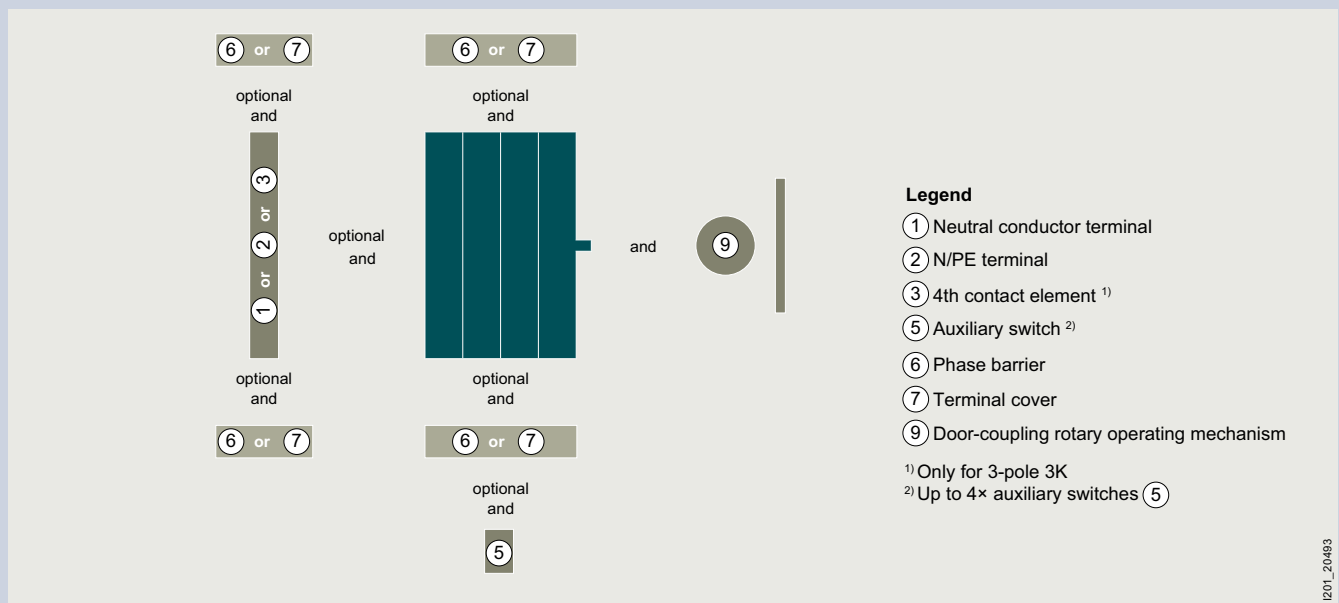 6 or 7
optional
and
1 or 2 or 3
optional
and
6 or 7
optional
and
6 or 7
optional
and
optional
and
6 or 7
optional
and
5
and
9
Legend
1 Neutral conductor terminal
2 N/PE terminal
3 4th contact element 1)
5 Auxiliary switch 2)
6 Phase barrier
7 Terminal cover
9 Door-coupling rotary operating mechanism
1) Only for 3-pole 3K
2) Up to 4× auxiliary switches 5
I201_20493